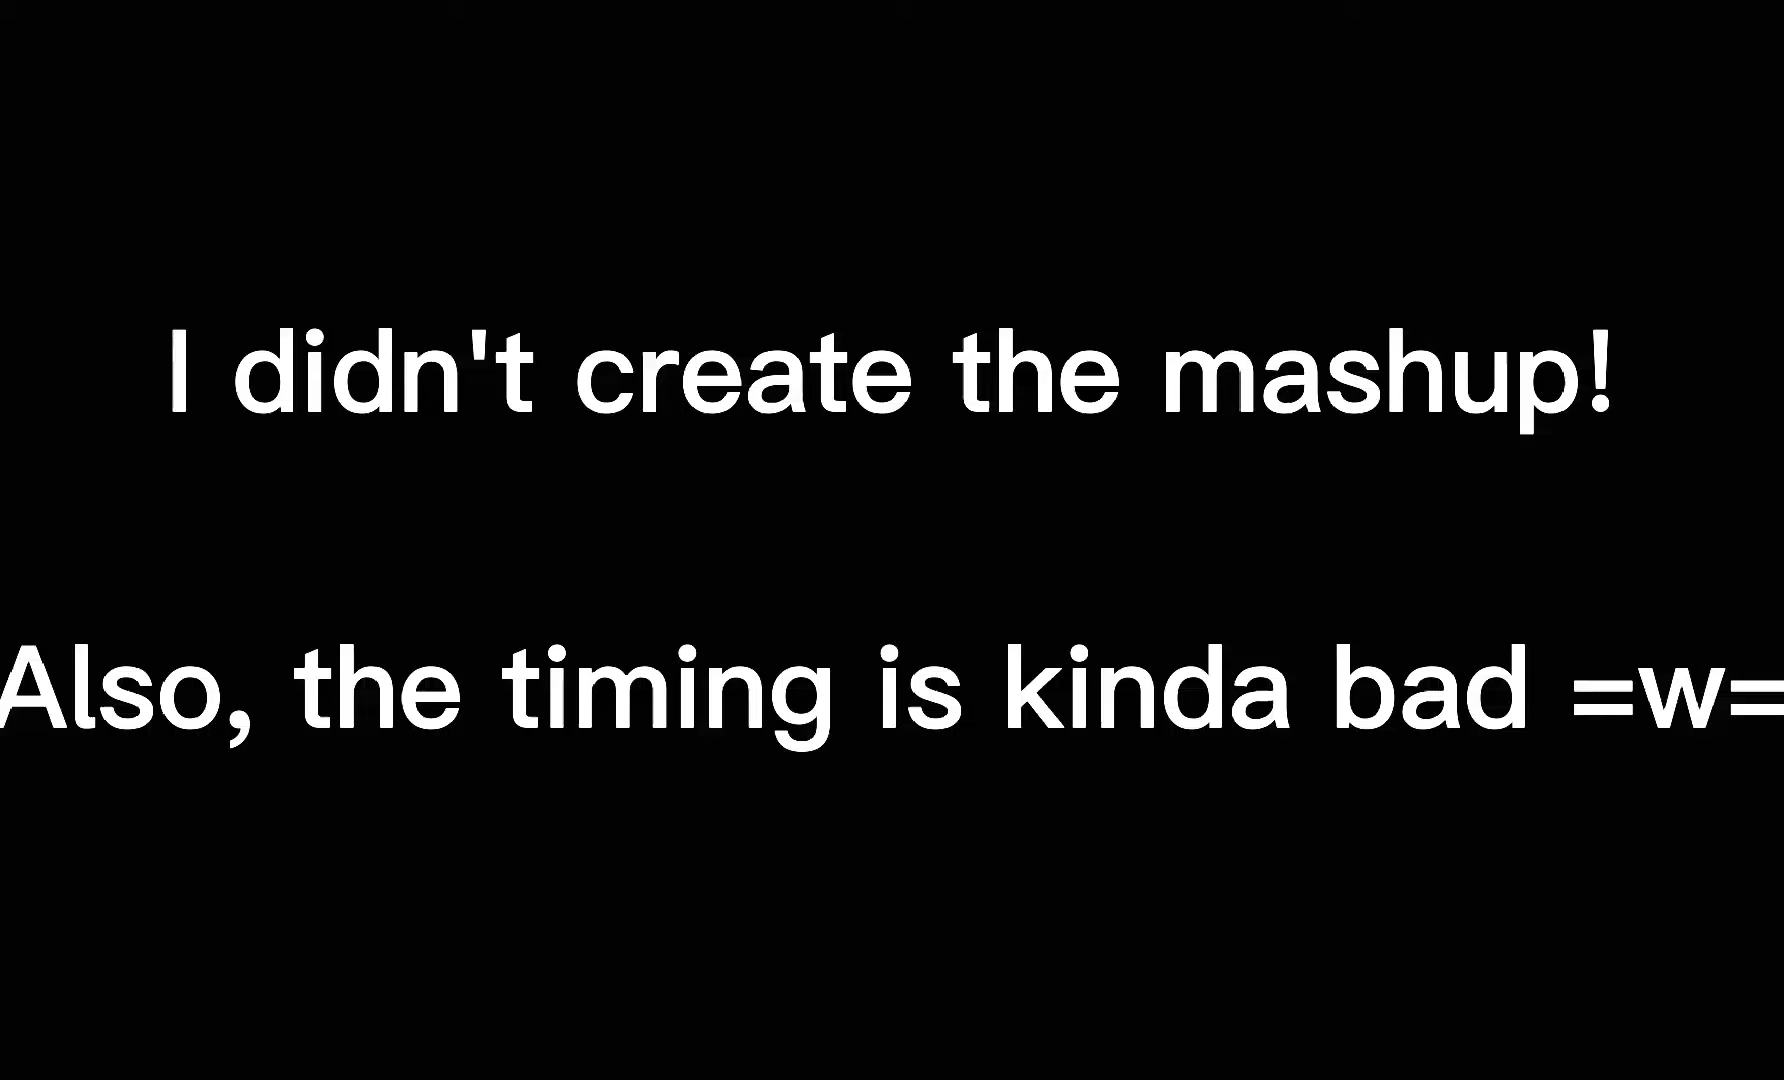 I didn't create the mashup!
Also, the timing is kinda bad =w=